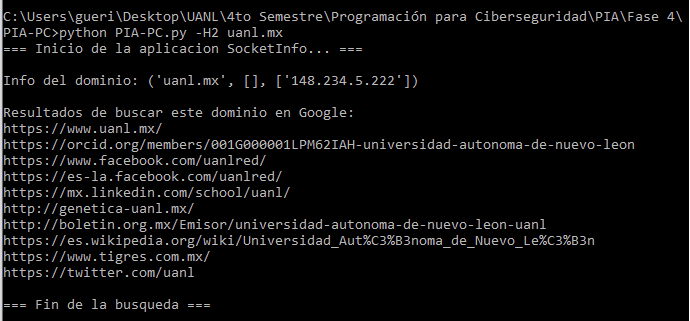 C:\Users\gueri\Desktop\UANL\4to Semestre\Programación para Ciberseguridad\PIA\Fase 4\
PIA-PC>python PIA-PC.py -H2 uanl.mx
=== Inicio de la aplicacion SocketInfo... ===
Info del dominio: ('uanl.mx', [], ['148.234.5.222'])
Resultados de buscar este dominio en Google:
https://www.uanl.mx/
https://orcid.org/members/001G000001LPM62IAH-universidad-autonoma-de-nuevo-leon
https://www.facebook.com/uanlred/
https://es-la.facebook.com/uanlred/
https://mx.linkedin.com/school/uanl/
http://genetica-uanl.mx/
http://boletin.org.mx/Emisor/universidad-autonoma-de-nuevo-leon-uanl
https://es.wikipedia.org/wiki/Universidad_Aut%C3%B3noma_de_Nuevo_Le%C3%B3n
https://www.tigres.com.mx/
https://twitter.com/uanl
=== Fin de la busqueda ===